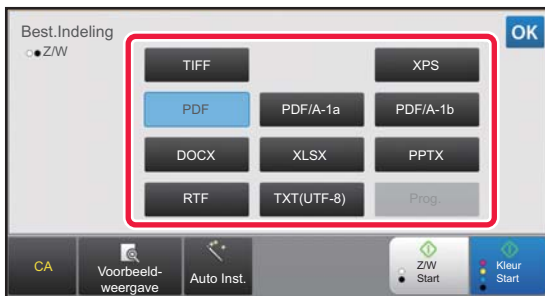 Best.Indeling
OK
Z/W
TIFF XPS
PDF PDF/A-1a PDF/A-1b
DOCX XLSX PPTX
RTF TXT(UTF-8) Prog.
CA
Voorbeeld-
weergave
Auto Inst.
Z/W
Start
Kleur
Start